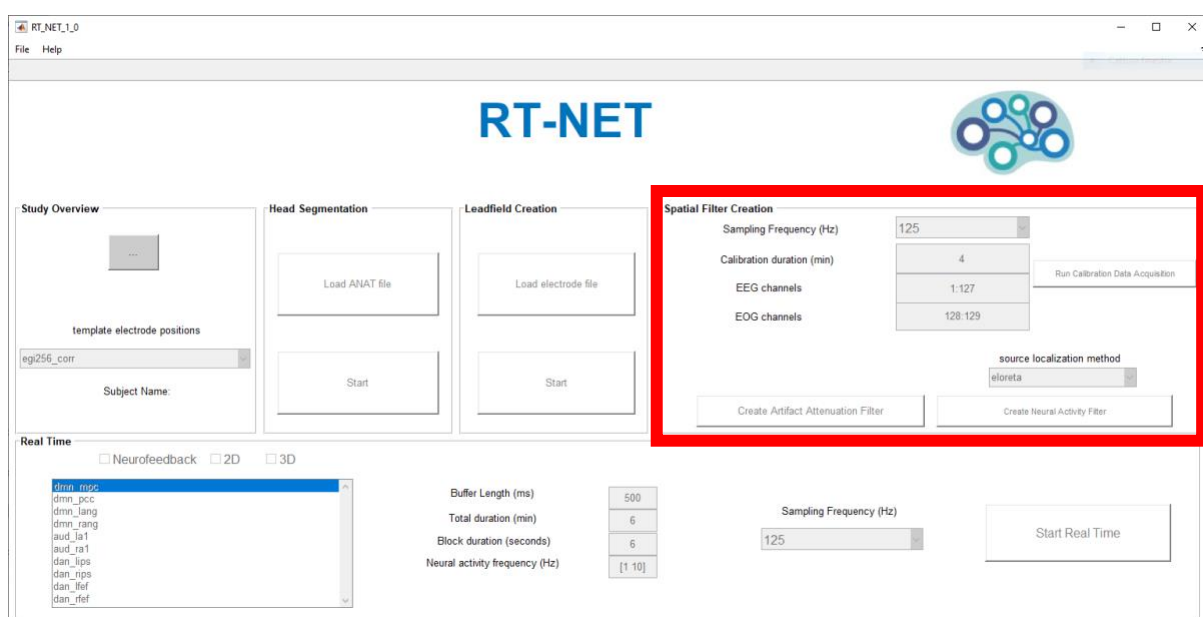 RT_NET_1_0
File Help
RT-NET
Study Overview
...
template electrode positions
egi256_corr
Subject Name:
Head Segmentation
Load ANAT file
Start
Leadfield Creation
Load electrode file
Start
Spatial Filter Creation
Sampling Frequency (Hz) 125
Calibration duration (min) 4
Run Calibration Data Acquisition
EEG channels 1:127
EOG channels 128:129
source localization method
eloreta
Create Artifact Attenuation Filter
Create Neural Activity Filter
Real Time
Neurofeedback 2D 3D
dmn_mpc
dmn_pcc
dmn_lang
dmn_rang
aud_la1
aud_ra1
dan_lips
dan_rips
dan_lfef
dan_rfef
Buffer Length (ms) 500
Total duration (min) 6
Block duration (seconds) 6
Neural activity frequency (Hz) [1 10]
Sampling Frequency (Hz)
125
Start Real Time